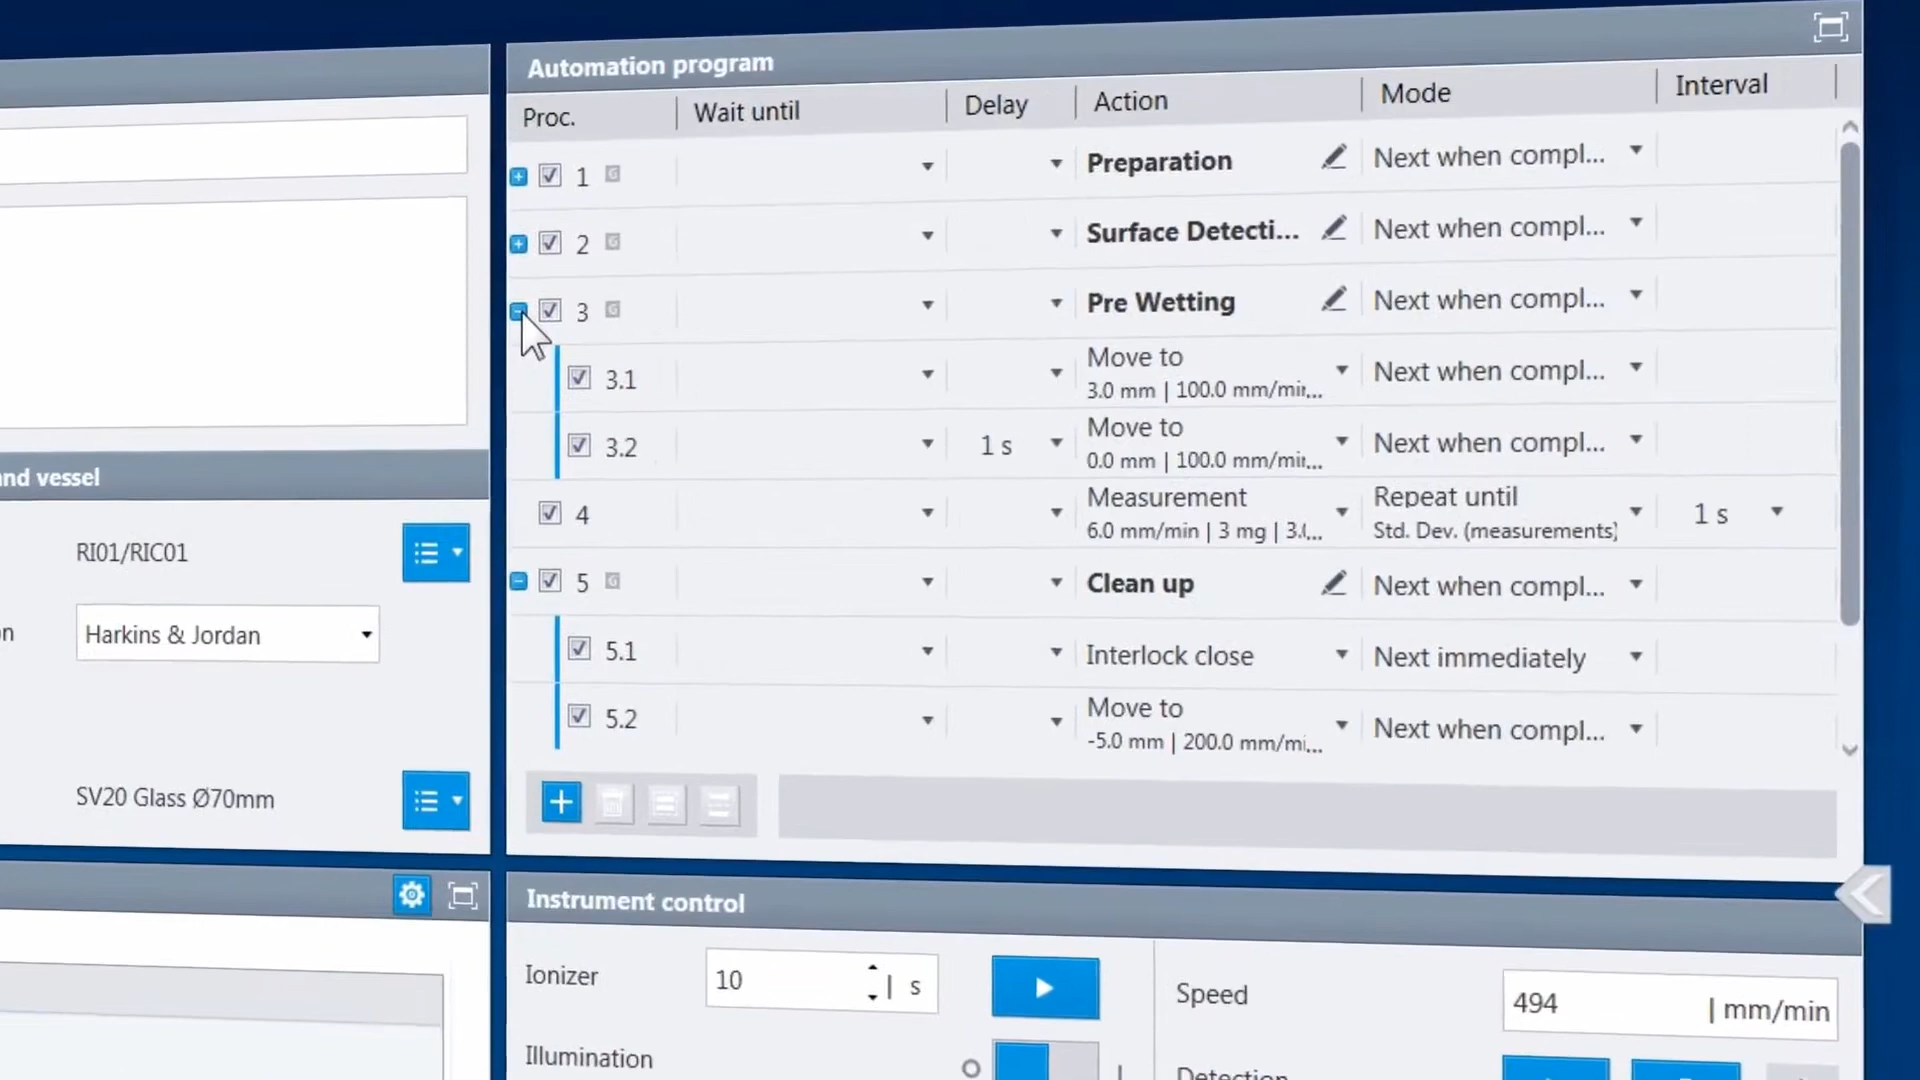 Automation program
Proc. Wait until Delay Action Mode Interval
1 G Preparation Next when compl...
2 G Surface Detecti... Next when compl...
3 G Pre Wetting Next when compl...
3.1 Move to Next when compl...
3.0 mm | 100.0 mm/mir,...
3.2 1 s Move to Next when compl...
0.0 mm | 100.0 mm/mir,...
4 Measurement Repeat until 1 s
6.0 mm/min | 3 mg | 3.(,... Std. Dev. (measurements)
5 G Clean up Next when compl...
5.1 Interlock close Next immediately
5.2 Move to Next when compl...
-5.0 mm | 200.0 mm/mi,...
nd vessel
RI01/RIC01
n Harkins & Jordan
SV20 Glass Ø70mm
Instrument control
Ionizer 10 | s
Speed 494 | mm/min
Illumination
Detection